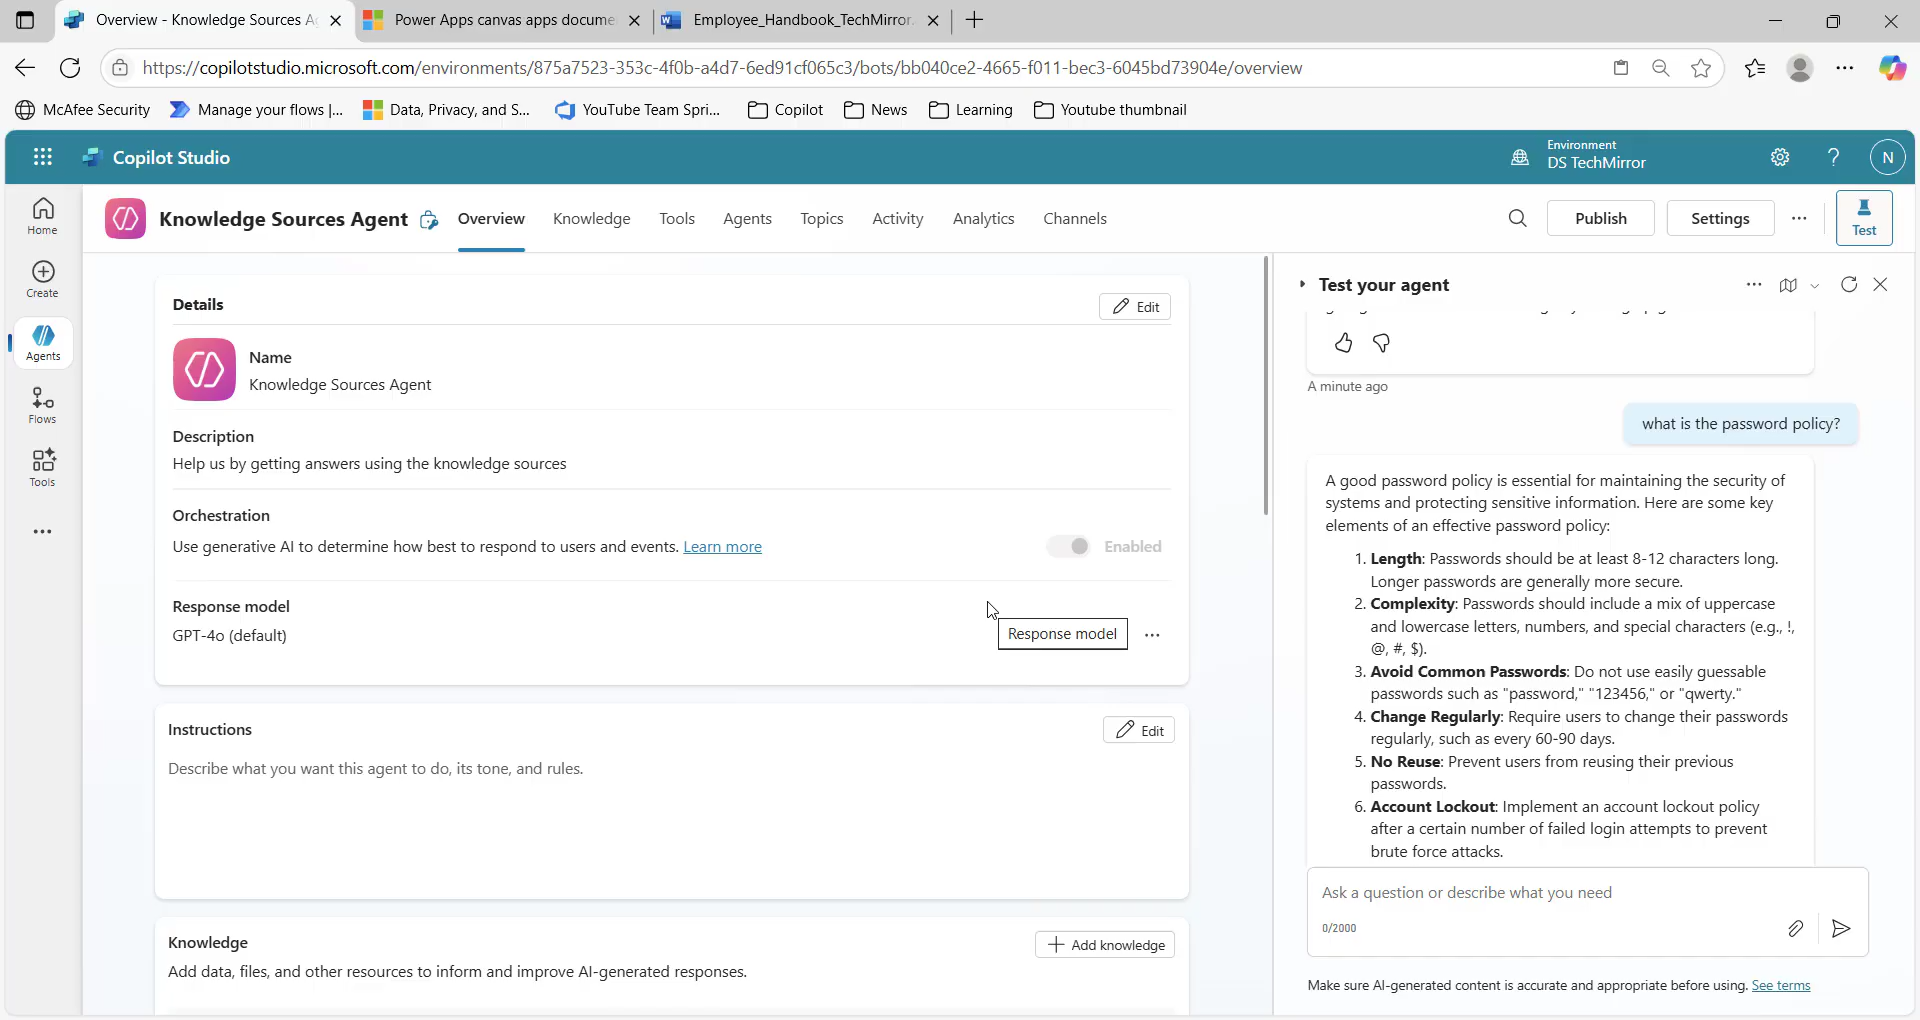 Overview - Knowledge Sources A
Power Apps canvas apps docume
Employee_Handbook_TechMirror.
https://copilotstudio.microsoft.com/environments/875a7523-353c-4f0b-a4d7-6ed91cf065c3/bots/bb040ce2-4665-f011-bec3-6045bd73904e/overview
McAfee Security
Manage your flows |...
Data, Privacy, and S...
YouTube Team Spri...
Copilot
News
Learning
Youtube thumbnail
Copilot Studio
Environment
DS TechMirror
?
N
Home
Create
Agents
Flows
Tools
Knowledge Sources Agent
Overview
Knowledge
Tools
Agents
Topics
Activity
Analytics
Channels
Publish
Settings
Test
Details
Edit
Name
Knowledge Sources Agent
Description
Help us by getting answers using the knowledge sources
Orchestration
Use generative AI to determine how best to respond to users and events. Learn more
Enabled
Response model
GPT-4o (default)
Response model
Instructions
Edit
Describe what you want this agent to do, its tone, and rules.
Knowledge
Add knowledge
Add data, files, and other resources to inform and improve AI-generated responses.
Test your agent
A minute ago
what is the password policy?
A good password policy is essential for maintaining the security of
systems and protecting sensitive information. Here are some key
elements of an effective password policy:
1. Length: Passwords should be at least 8-12 characters long.
Longer passwords are generally more secure.
2. Complexity: Passwords should include a mix of uppercase
and lowercase letters, numbers, and special characters (e.g., !,
@, #, $).
3. Avoid Common Passwords: Do not use easily guessable
passwords such as "password," "123456," or "qwerty."
4. Change Regularly: Require users to change their passwords
regularly, such as every 60-90 days.
5. No Reuse: Prevent users from reusing their previous
passwords.
6. Account Lockout: Implement an account lockout policy
after a certain number of failed login attempts to prevent
brute force attacks.
Ask a question or describe what you need
0/2000
Make sure AI-generated content is accurate and appropriate before using. See terms